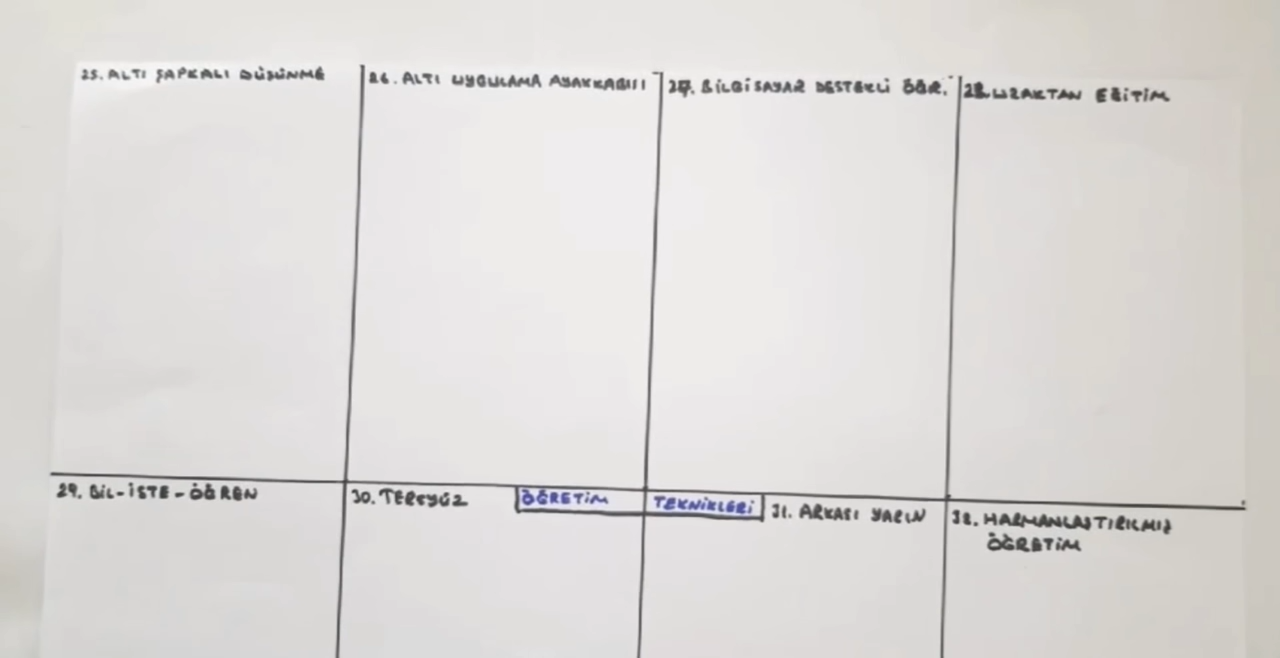 25. ALTI ŞAPKALI DÜŞÜNME
26. ALTI UYGULAMA AYAKKABISI
27. BİLGİSAYAR DESTEKLİ ÖĞR.
28. UZAKTAN EĞİTİM
29. BİL-İSTE-ÖĞREN
30. TERSYÜZ
ÖĞRETİM TEKNİKLERİ
31. ARKASI YARIN
32. HARMANLAŞTIRILMIŞ
ÖĞRETİM